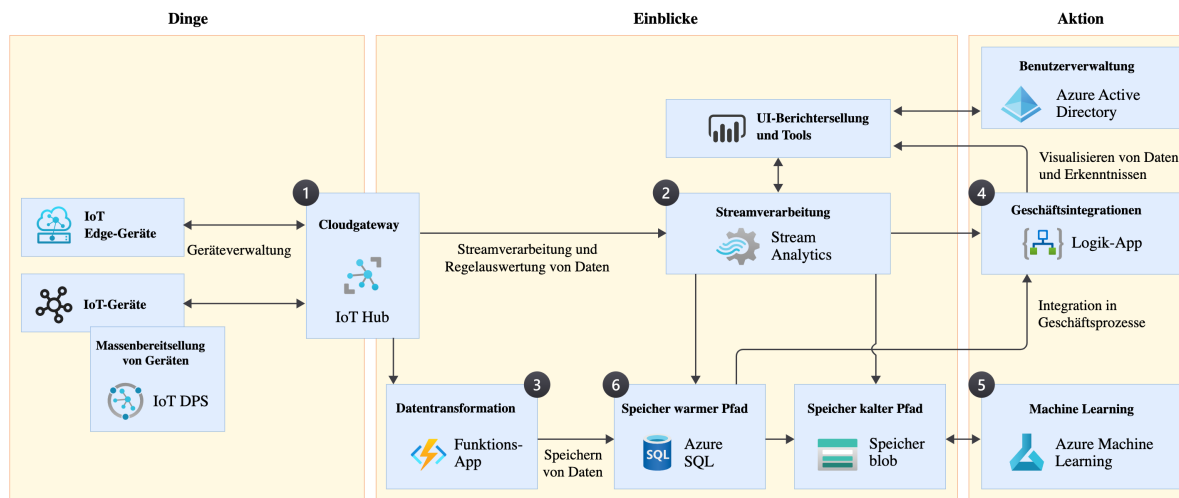 Dinge
Einblicke
Aktion
Benutzerverwaltung
Azure Active
Directory
UI-Berichtersellung
und Tools
Visualisieren von Daten
und Erkenntnissen
1
2
4
IoT
Edge-Geräte
Geräteverwaltung
Cloudgateway
IoT Hub
Streamverarbeitung und
Regelauswertung von Daten
Streamverarbeitung
Stream
Analytics
Geschäftsintegrationen
Logik-App
IoT-Geräte
Massenbereitsellung
von Geräten
IoT DPS
Integration in
Geschäftsprozesse
3
6
5
Datentransformation
Funktions-
App
Speichern
von Daten
Speicher warmer Pfad
SQL
Azure
SQL
Speicher kalter Pfad
Speicher
blob
Machine Learning
Azure Machine
Learning